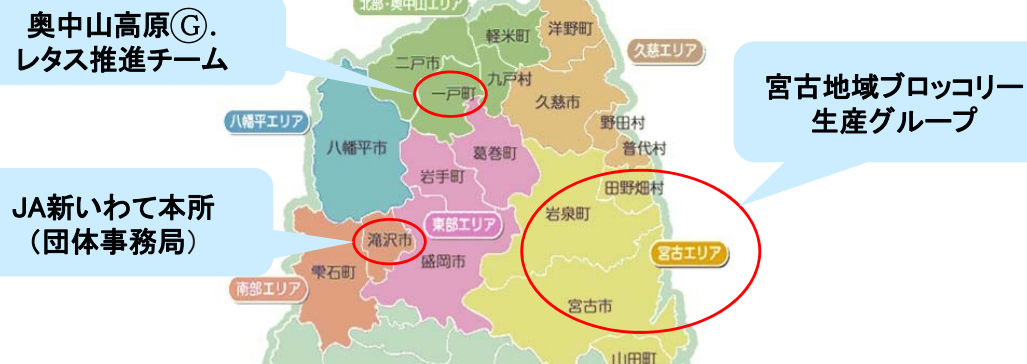 北部・奥中山エリア
奥中山高原Ⓖ.
レタス推進チーム
洋野町
軽米町
久慈エリア
二戸市
九戸村
一戸町
久慈市
宮古地域ブロッコリー
生産グループ
八幡平エリア
野田村
八幡平市
普代村
葛巻町
岩手町
田野畑村
JA新いわて本所
(団体事務局)
岩泉町
東部エリア
滝沢市
宮古エリア
盛岡市
雫石町
南部エリア
宮古市
山田町